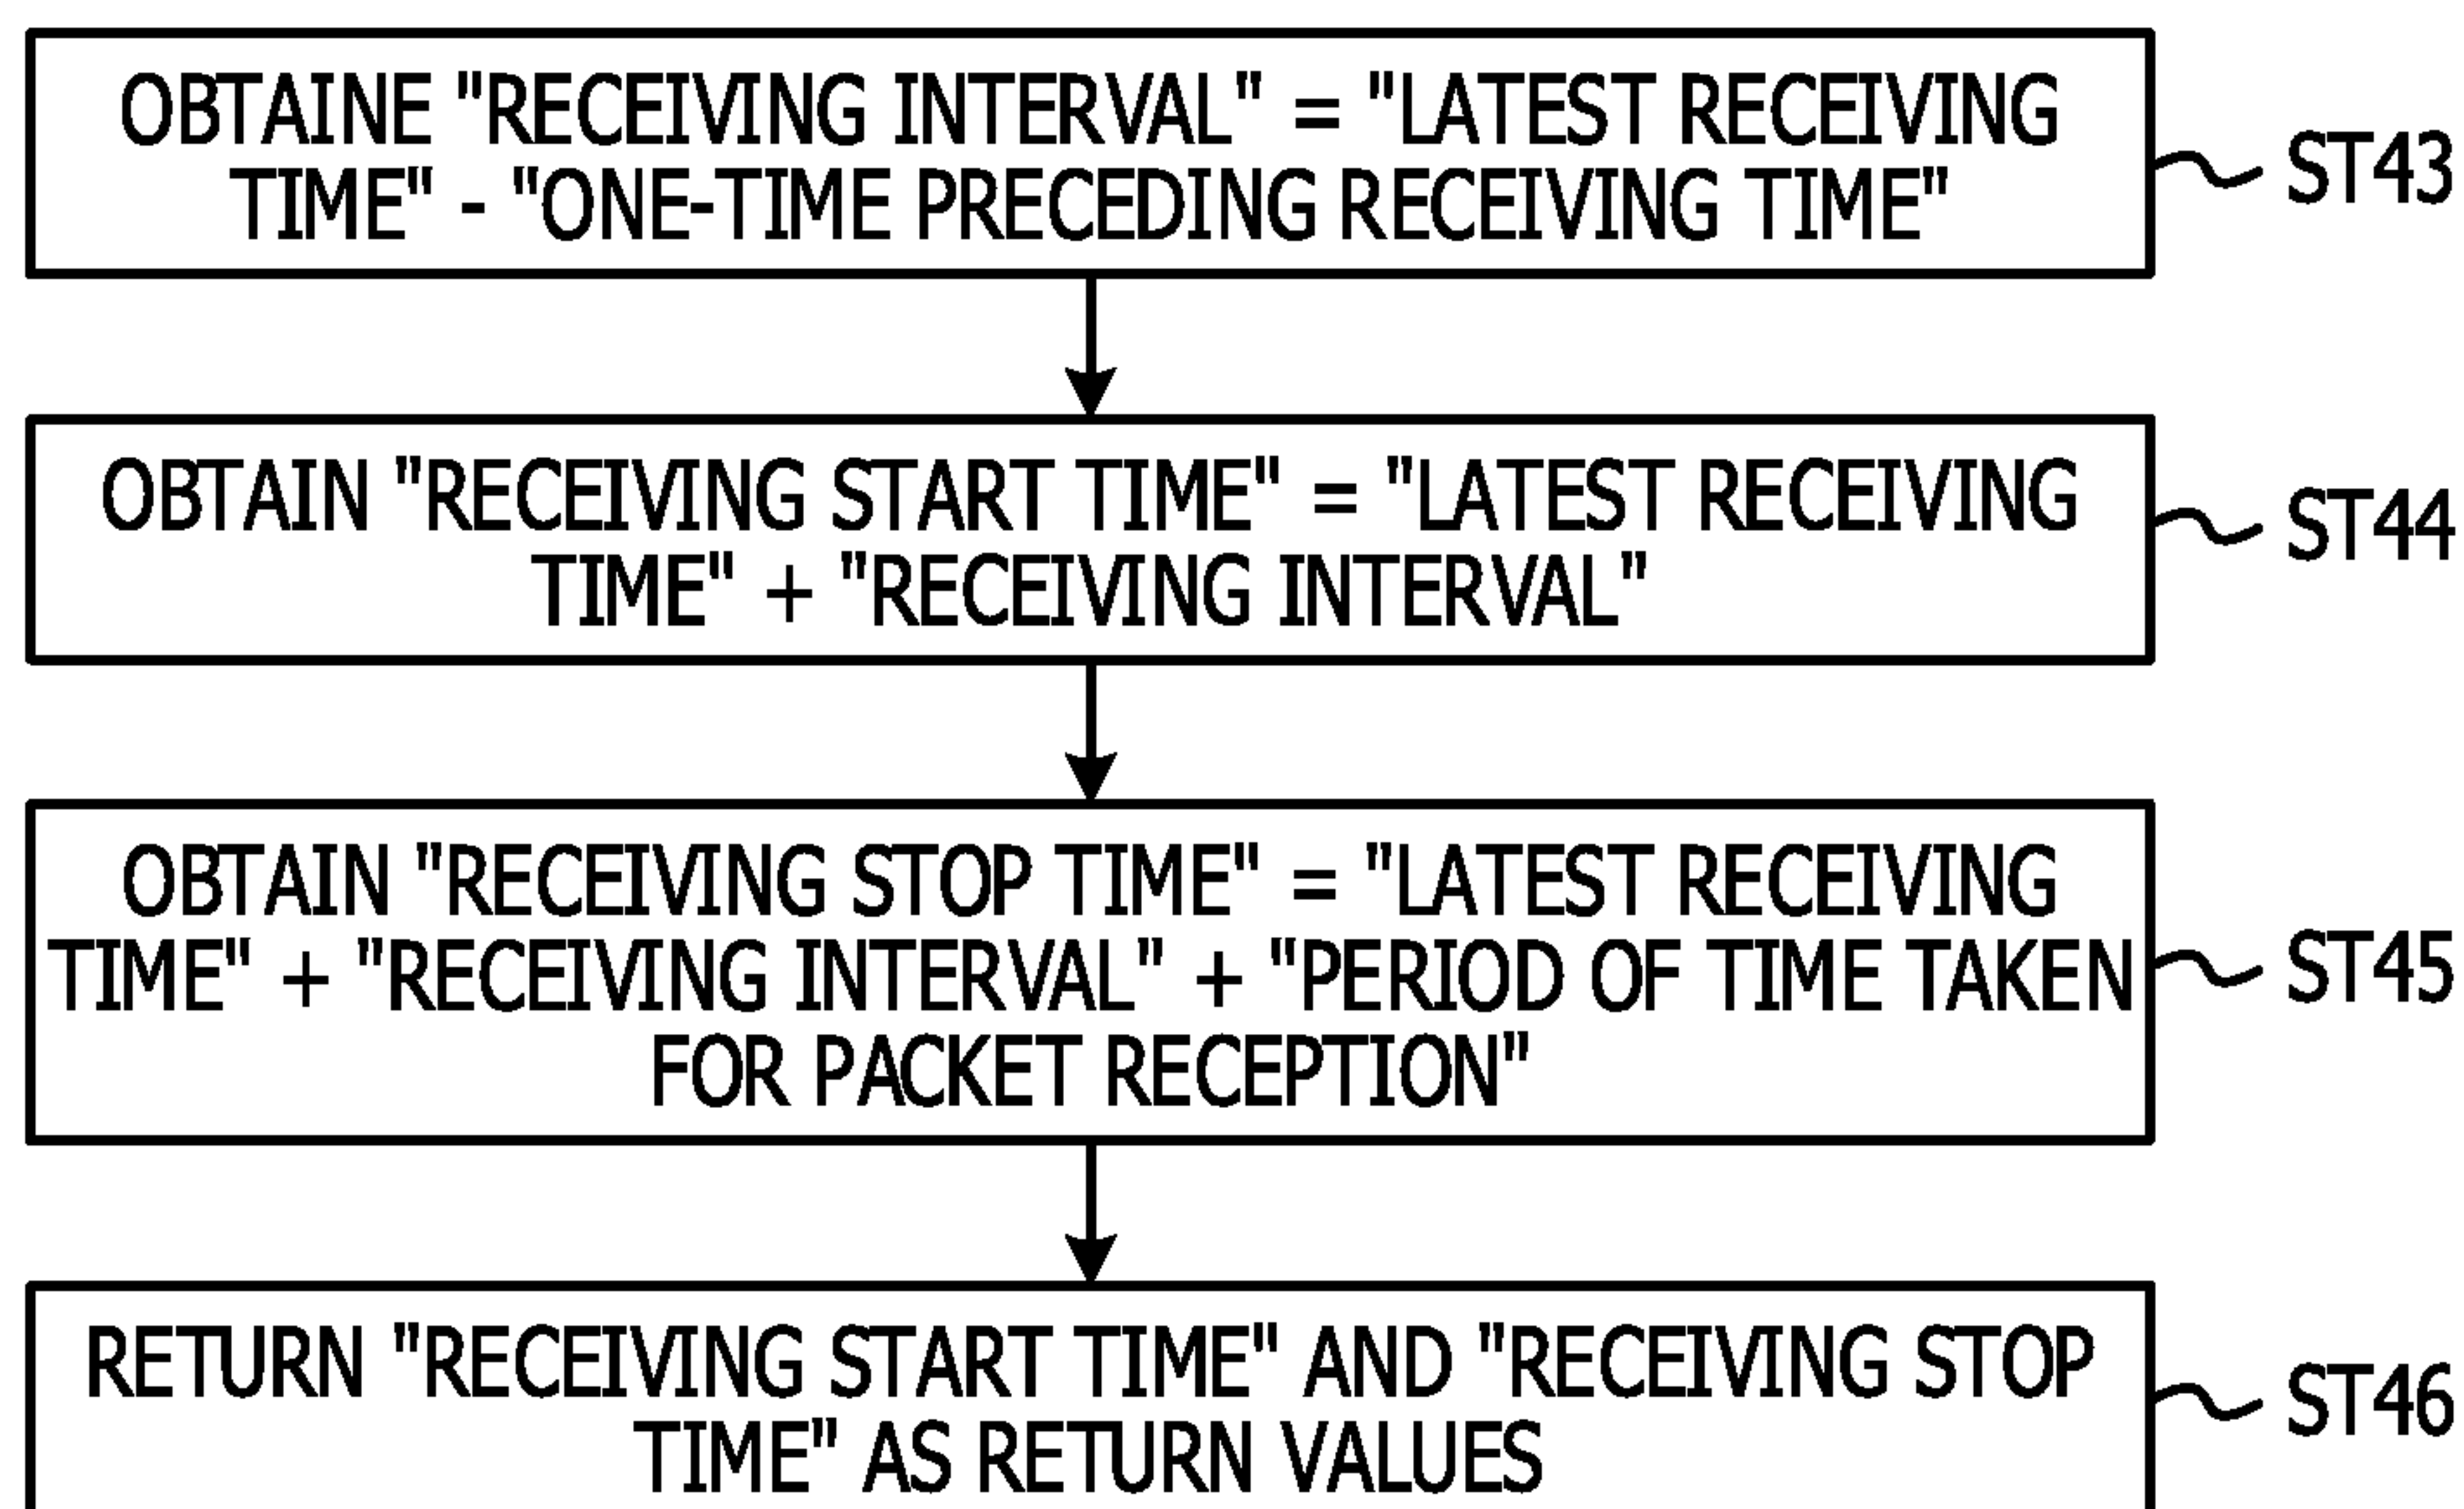 OBTAINE "RECEIVING INTERVAL" = "LATEST RECEIVING
TIME" - "ONE-TIME PRECEDING RECEIVING TIME"
ST43
OBTAIN "RECEIVING START TIME" = "LATEST RECEIVING
TIME" + "RECEIVING INTERVAL"
ST44
OBTAIN "RECEIVING STOP TIME" = "LATEST RECEIVING
TIME" + "RECEIVING INTERVAL" + "PERIOD OF TIME TAKEN
FOR PACKET RECEPTION"
ST45
RETURN "RECEIVING START TIME" AND "RECEIVING STOP
TIME" AS RETURN VALUES
ST46